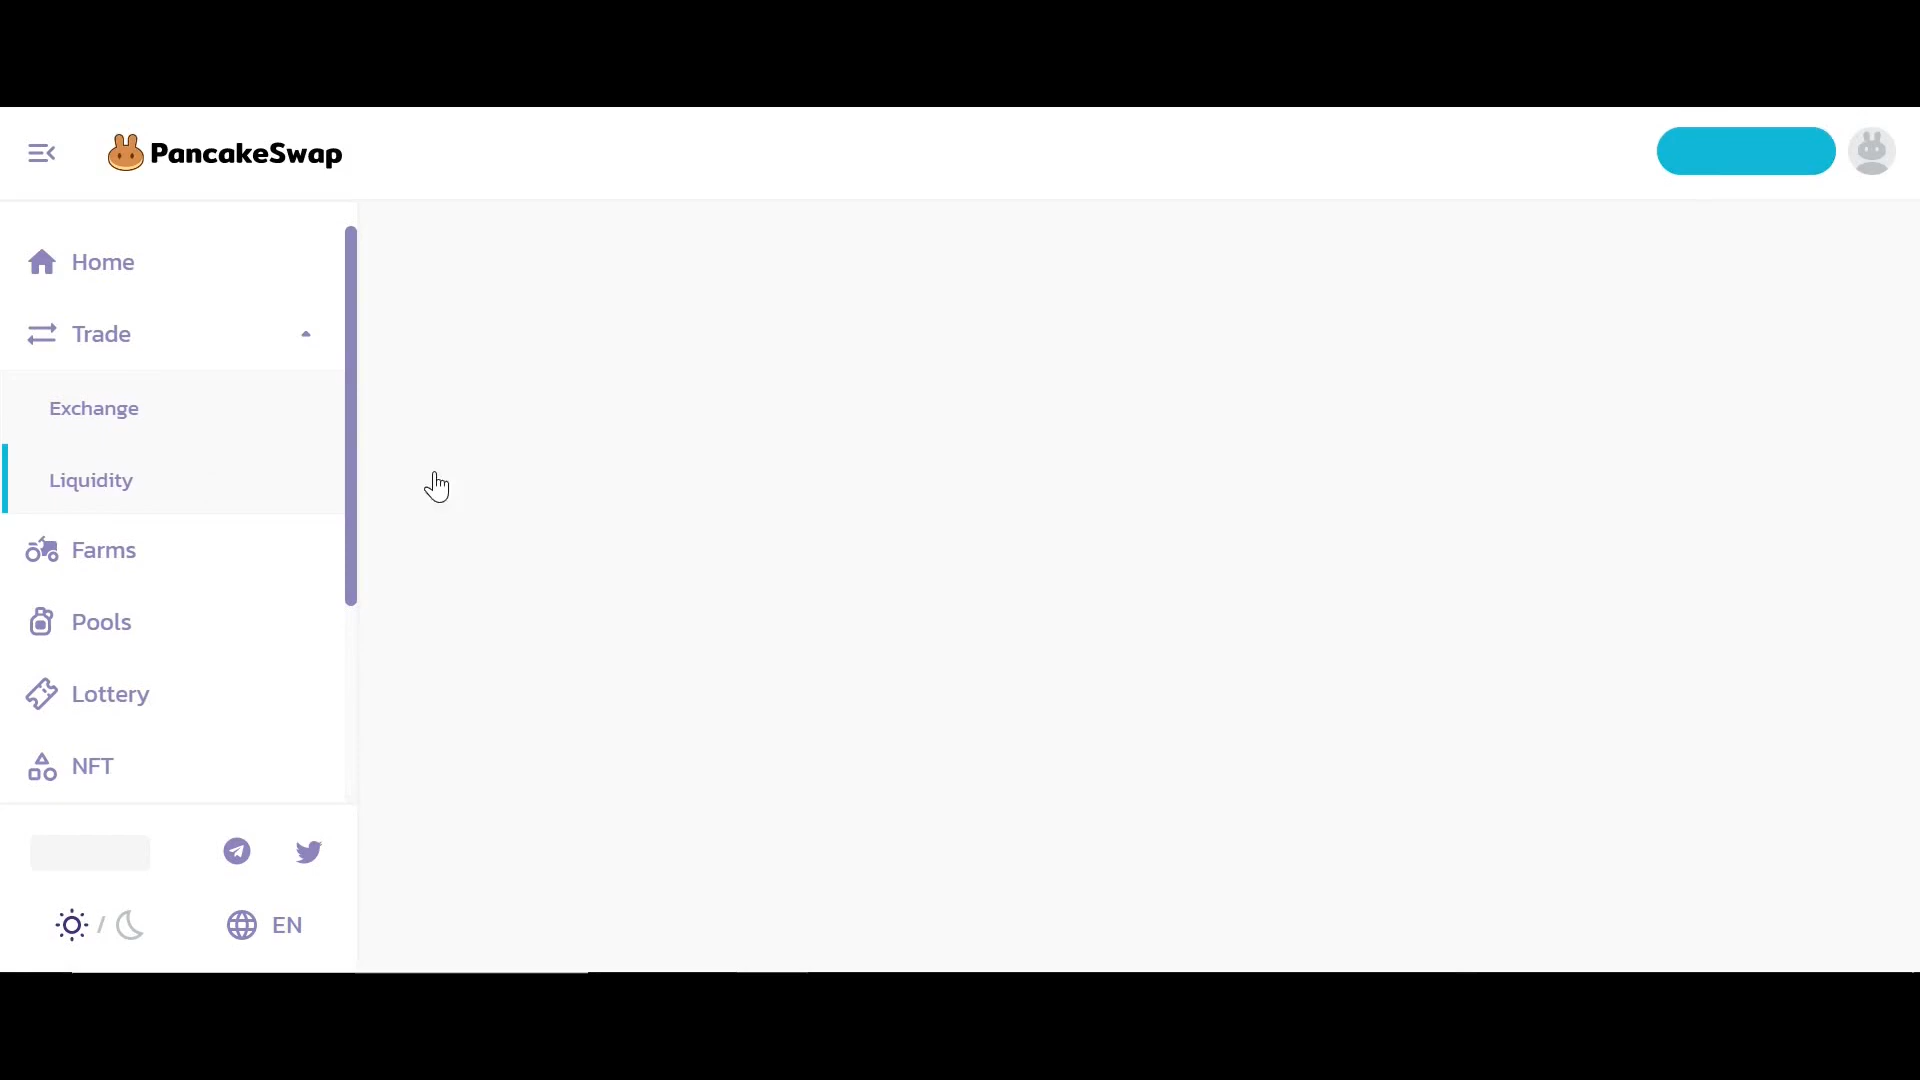 PancakeSwap
Home
Trade
Exchange
Liquidity
Farms
Pools
Lottery
NFT
/
EN